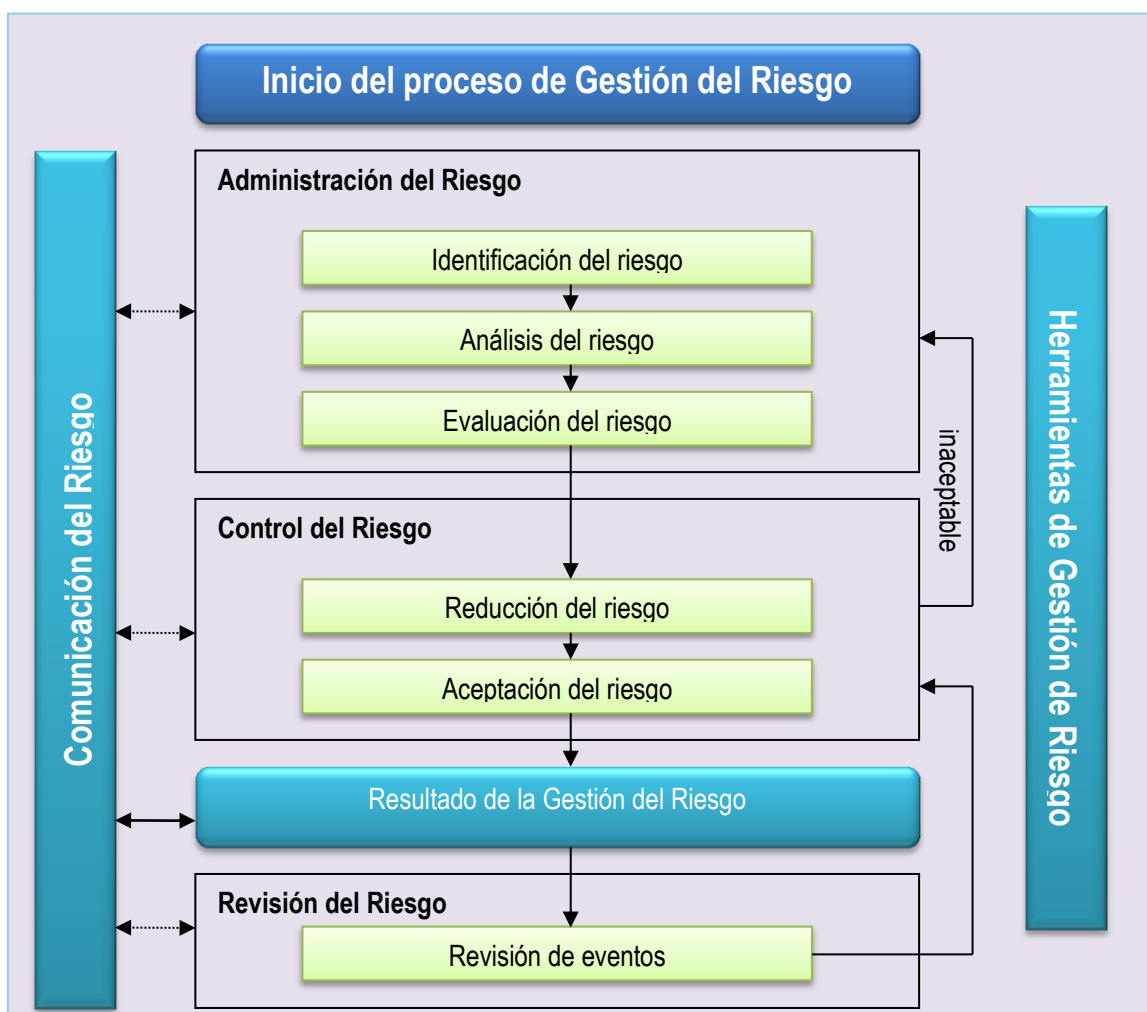 Inicio del proceso de Gestión del Riesgo
Administración del Riesgo
Identificación del riesgo
Análisis del riesgo
Evaluación del riesgo
Control del Riesgo
Reducción del riesgo
Aceptación del riesgo
Resultado de la Gestión del Riesgo
Revisión del Riesgo
Revisión de eventos
Comunicación del Riesgo
inaceptable
Herramientas de Gestión de Riesgo